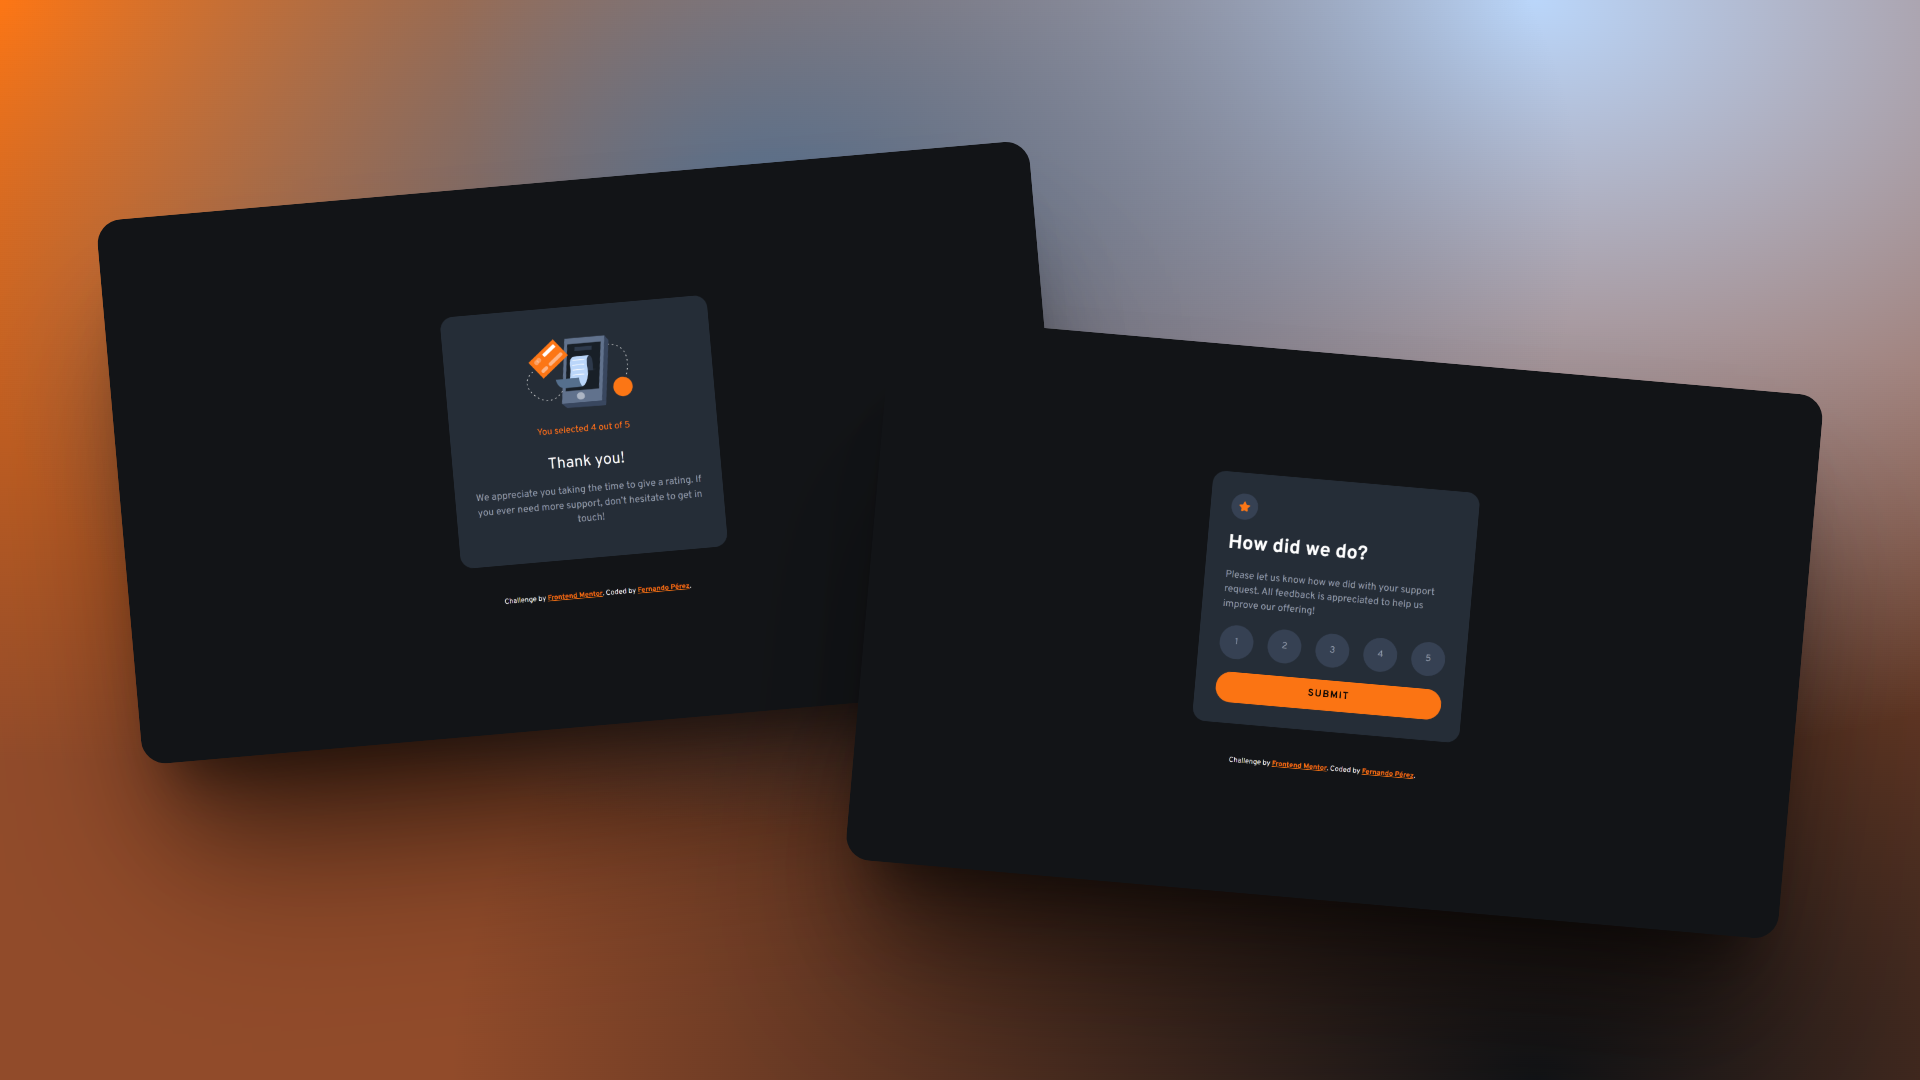 You selected 4 out of 5
Thank you!
We appreciate you taking the time to give a rating. If
you ever need more support, don't hesitate to get in
touch!
Challenge by Frontend Mentor. Coded by Fernando Pérez.
How did we do?
Please let us know how we did with your support
request. All feedback is appreciated to help us
improve our offering!
1 2 3 4 5
SUBMIT
Challenge by Frontend Mentor. Coded by Fernando Pérez.